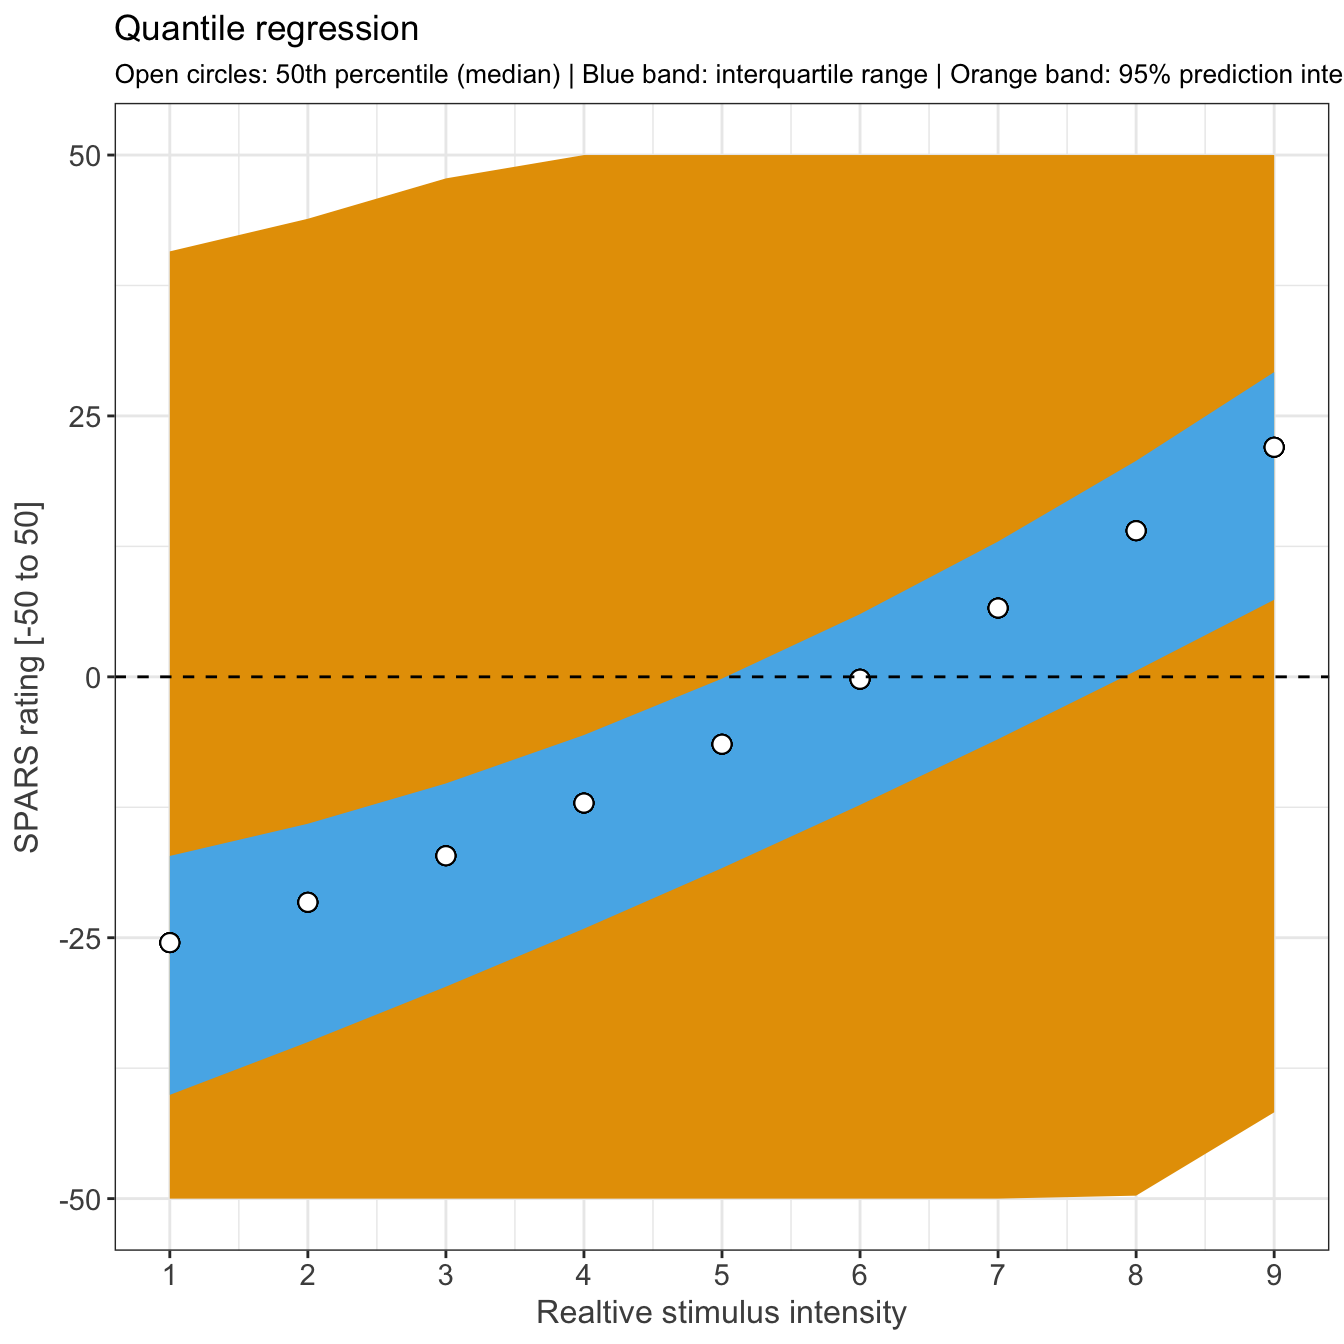 Quantile regression
Open circles: 50th percentile (median) | Blue band: interquartile range | Orange band: 95% prediction inte
50
25
0
-25
-50
SPARS rating [-50 to 50]
1 2 3 4 5 6 7 8 9
Realtive stimulus intensity